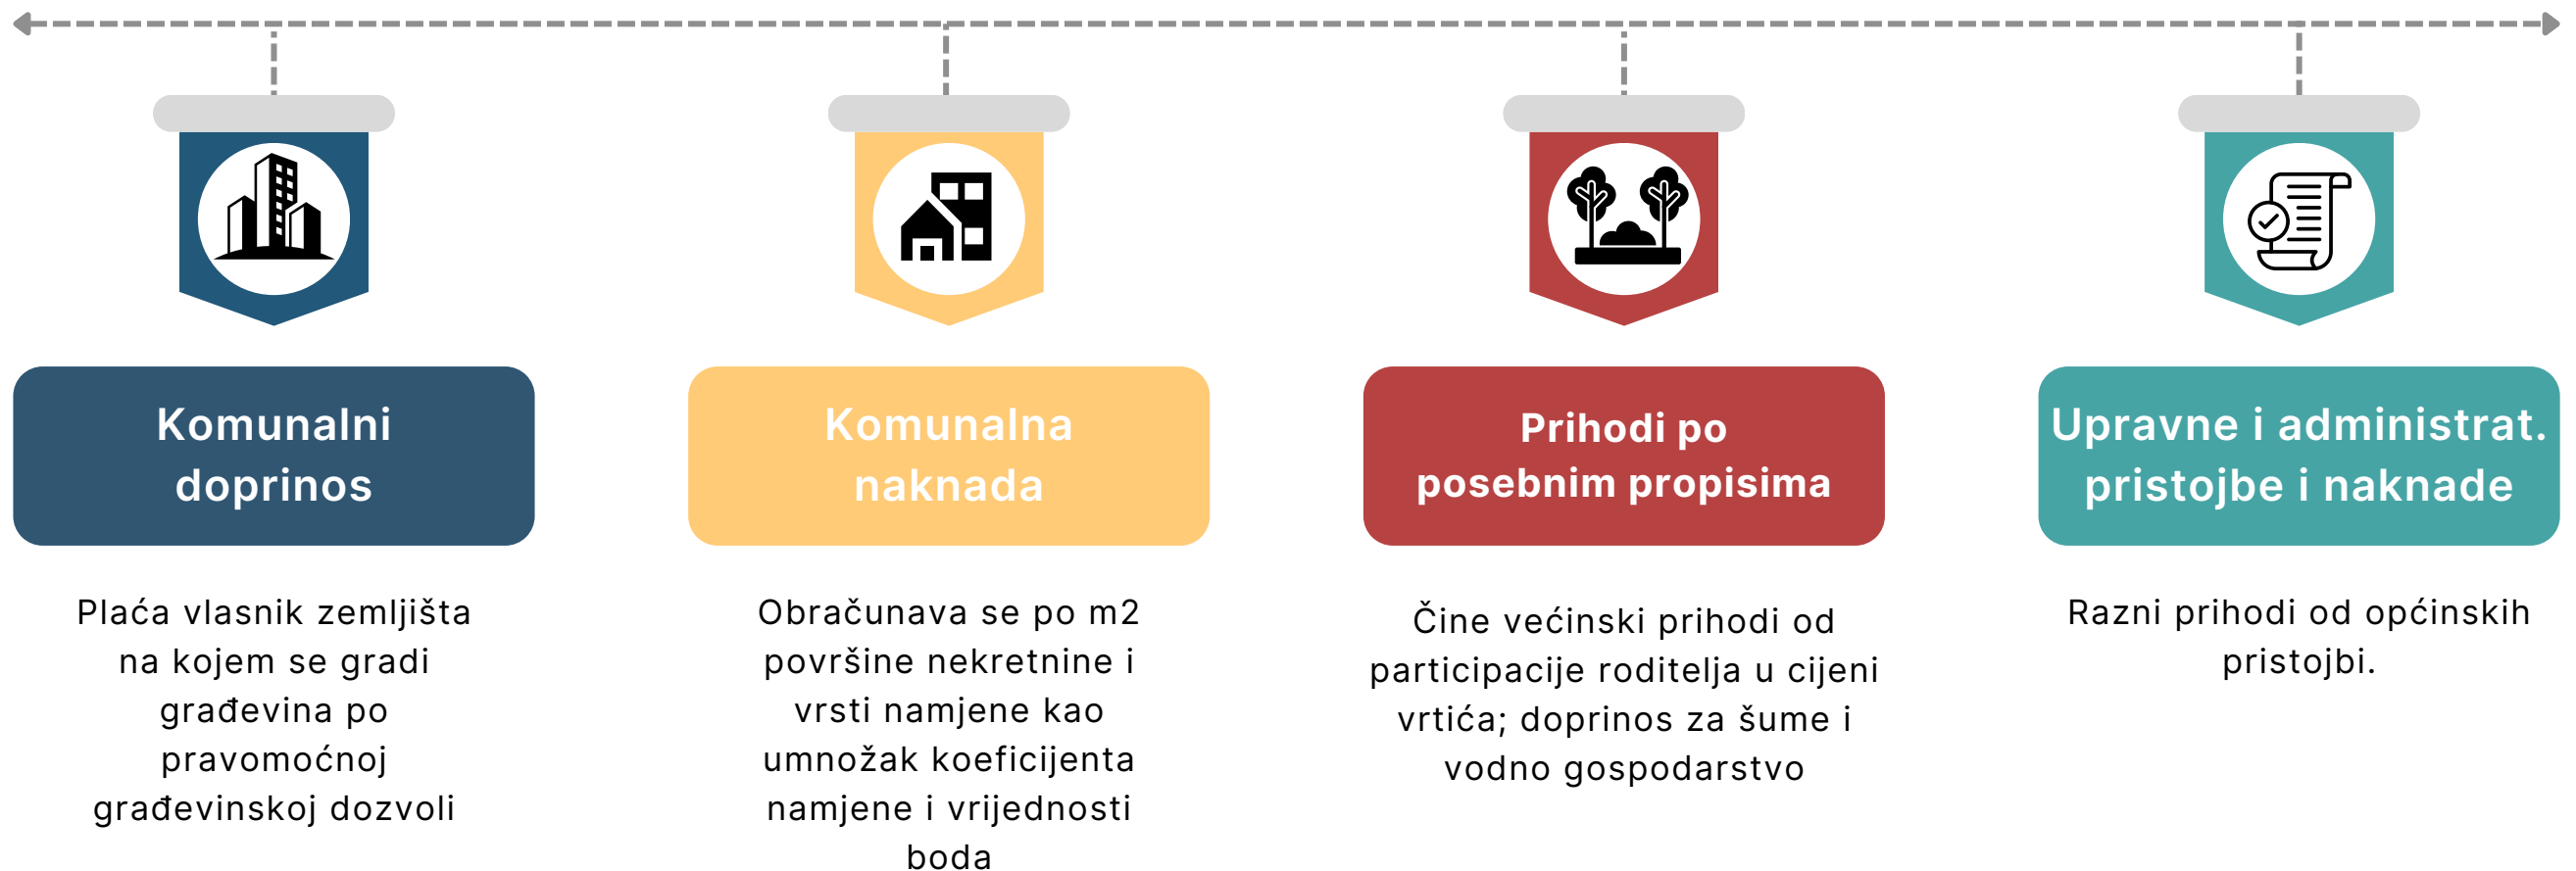 Komunalni
doprinos
Plaća vlasnik zemljišta
na kojem se gradi
građevina po
pravomoćnoj
građevinskoj dozvoli
Komunalna
naknada
Obračunava se po m2
površine nekretnine i
vrsti namjene kao
umnožak koeficijenta
namjene i vrijednosti
boda
Prihodi po
posebnim propisima
Čine većinski prihodi od
participacije roditelja u cijeni
vrtića; doprinos za šume i
vodno gospodarstvo
Upravne i administrat.
pristojbe i naknade
Razni prihodi od općinskih
pristojbi.